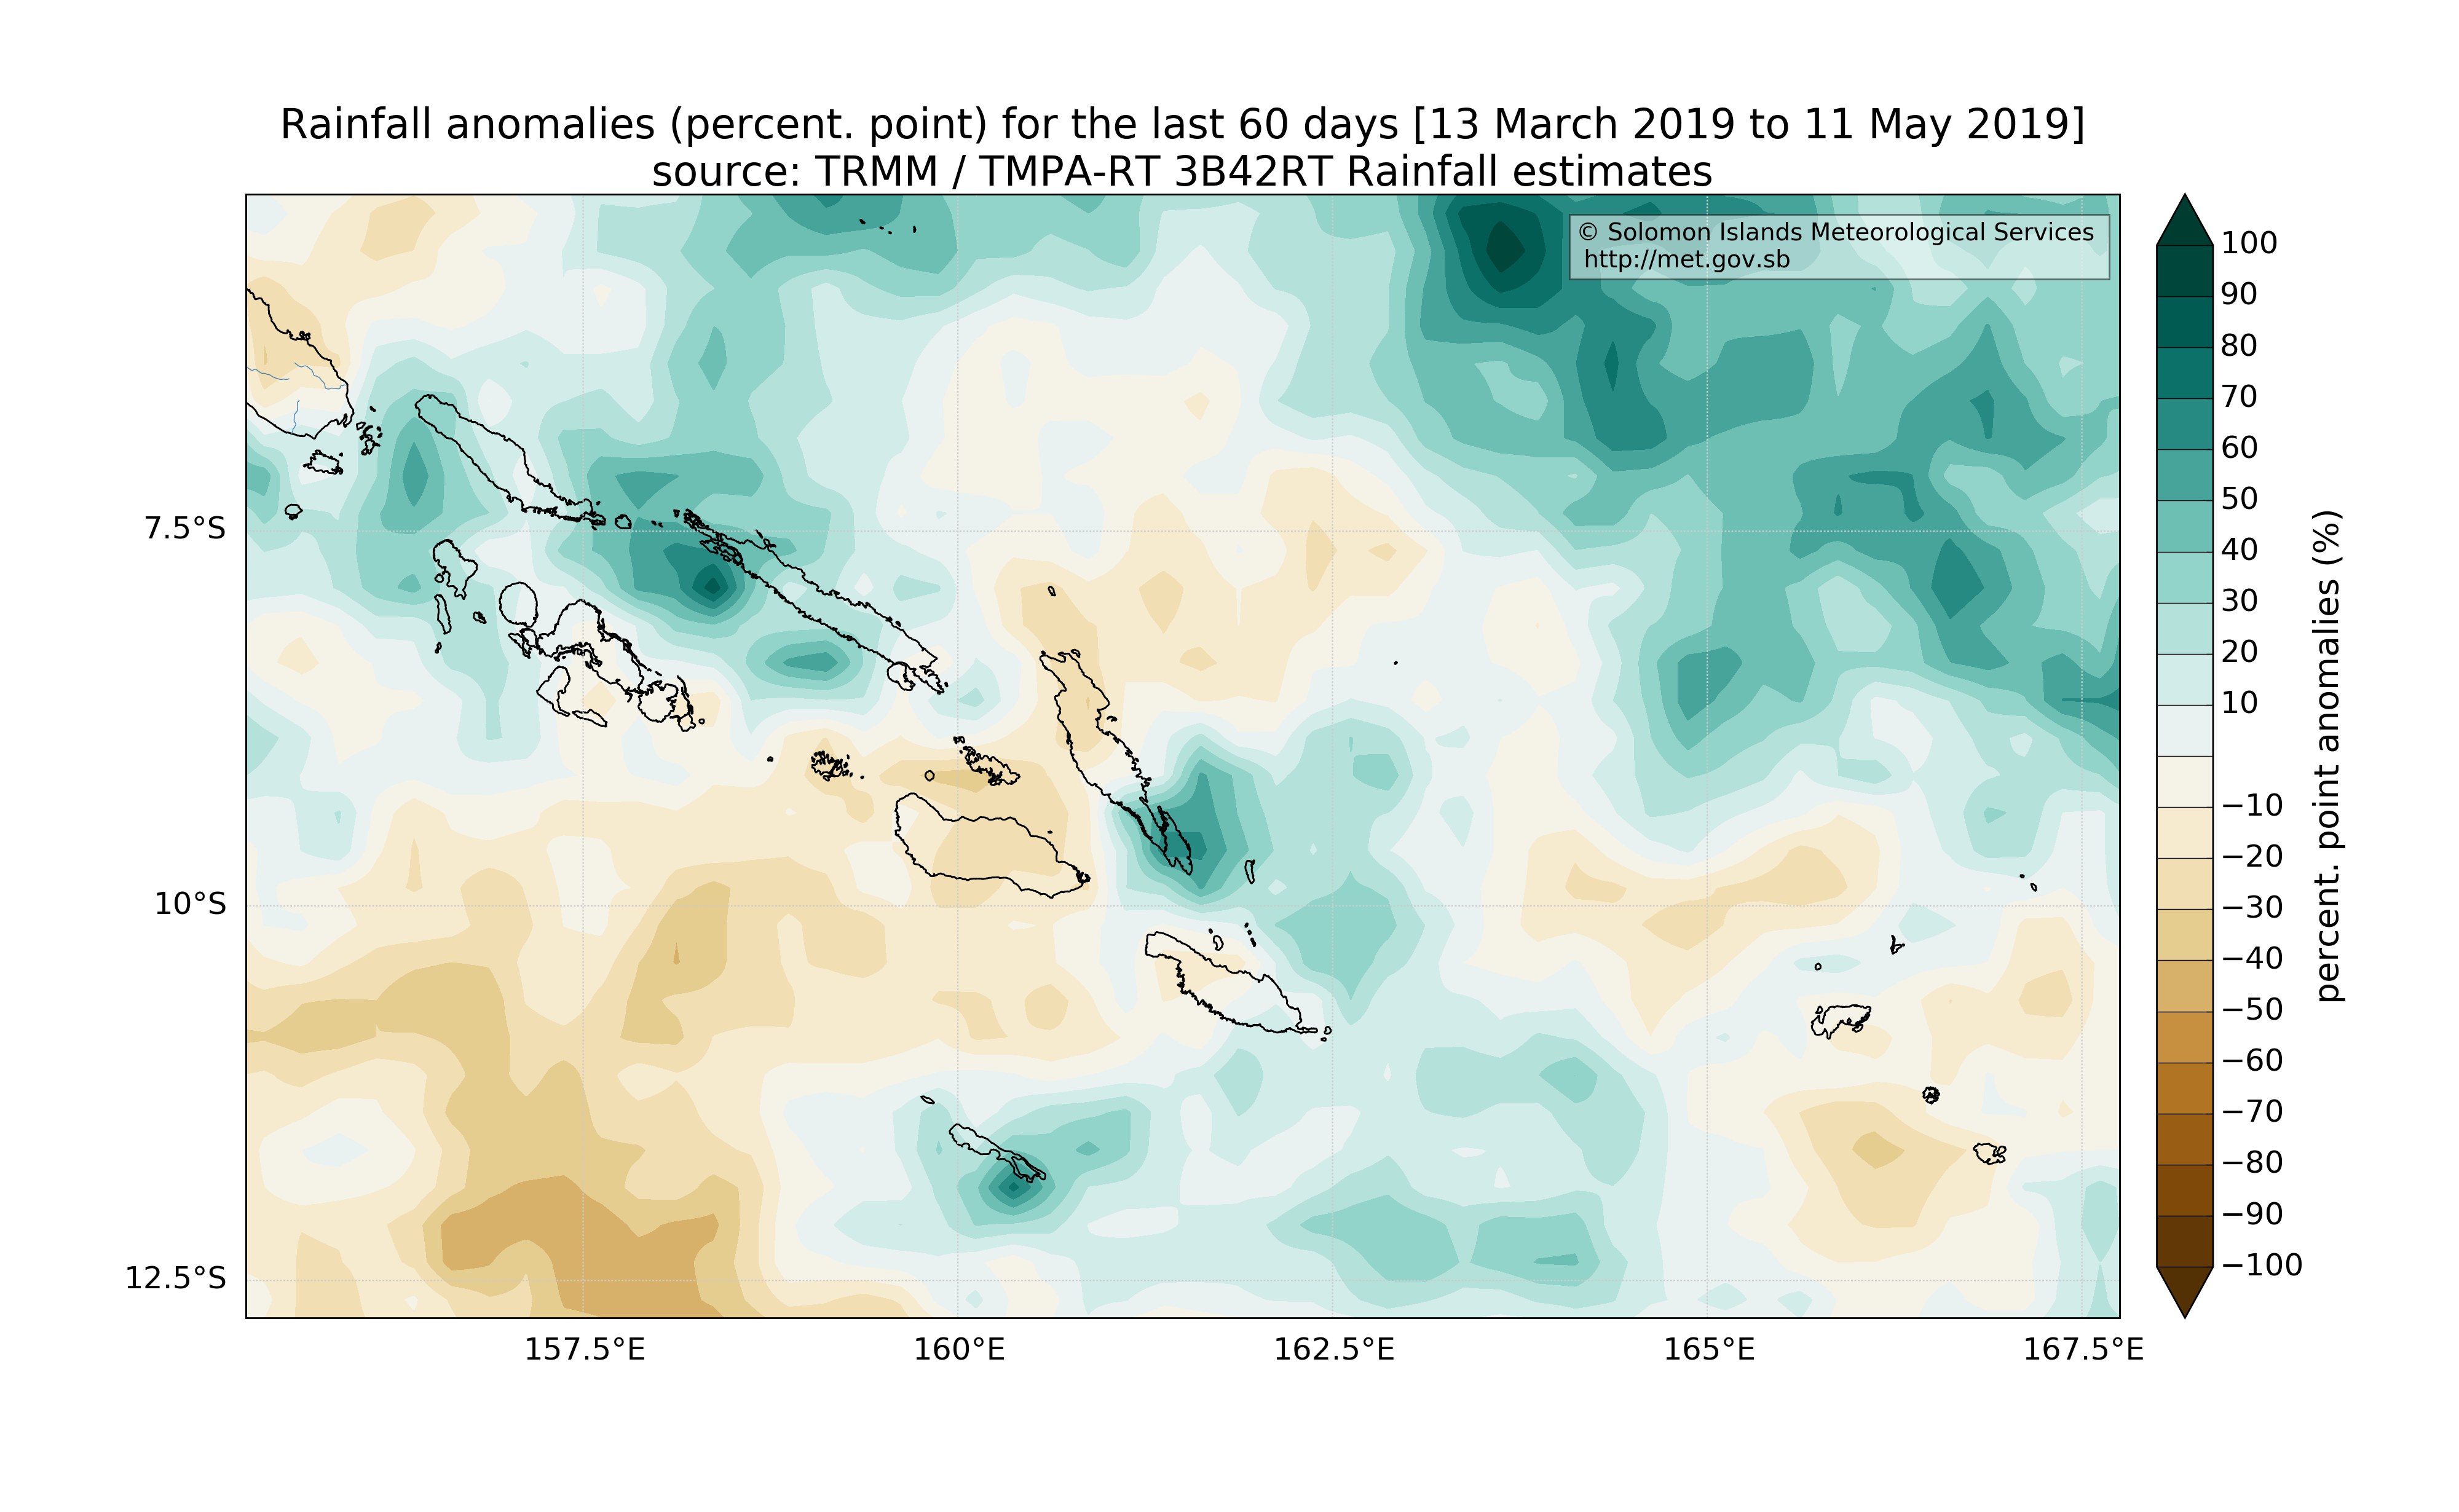 Rainfall anomalies (percent. point) for the last 60 days [13 March 2019 to 11 May 2019]
source: TRMM / TMPA-RT 3B42RT Rainfall estimates
© Solomon Islands Meteorological Services
http://met.gov.sb
7.5°S
10°S
12.5°S
157.5°E
160°E
162.5°E
165°E
167.5°E
100
90
80
70
60
50
40
30
20
10
−10
−20
−30
−40
−50
−60
−70
−80
−90
−100
percent. point anomalies (%)